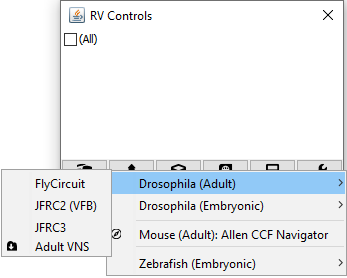 RV Controls
(All)
FlyCircuit
JFRC2 (VFB)
JFRC3
Adult VNS
Drosophila (Adult)
Drosophila (Embryonic)
Mouse (Adult): Allen CCF Navigator
Zebrafish (Embryonic)